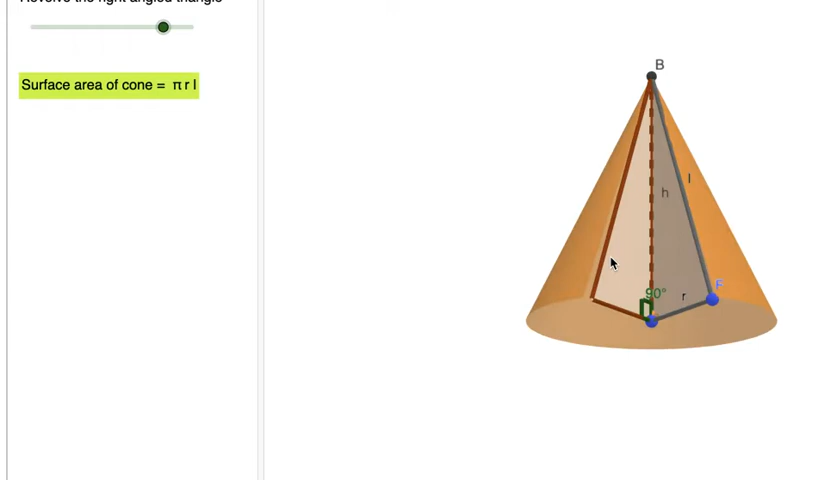 Revolve the right angled triangle
Surface area of cone = π r l
B
l
h
F
90°
r